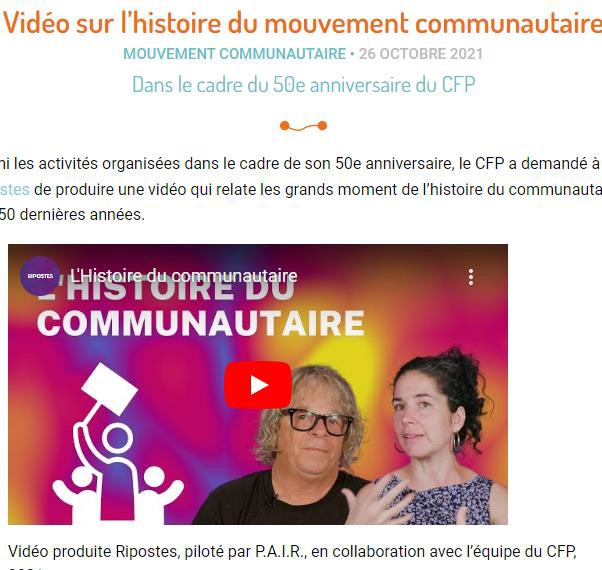 Vidéo sur l'histoire du mouvement communautaire
MOUVEMENT COMMUNAUTAIRE • 26 OCTOBRE 2021
Dans le cadre du 50e anniversaire du CFP
les activités organisées dans le cadre de son 50e anniversaire, le CFP a demandé à
stes de produire une vidéo qui relate les grands moment de l'histoire du communauta
50 dernières années.
RIPOSTES L'Histoire du communautaire
L'HISTOIRE DU
COMMUNAUTAIRE
Vidéo produite Ripostes, piloté par P.A.I.R., en collaboration avec l'équipe du CFP,